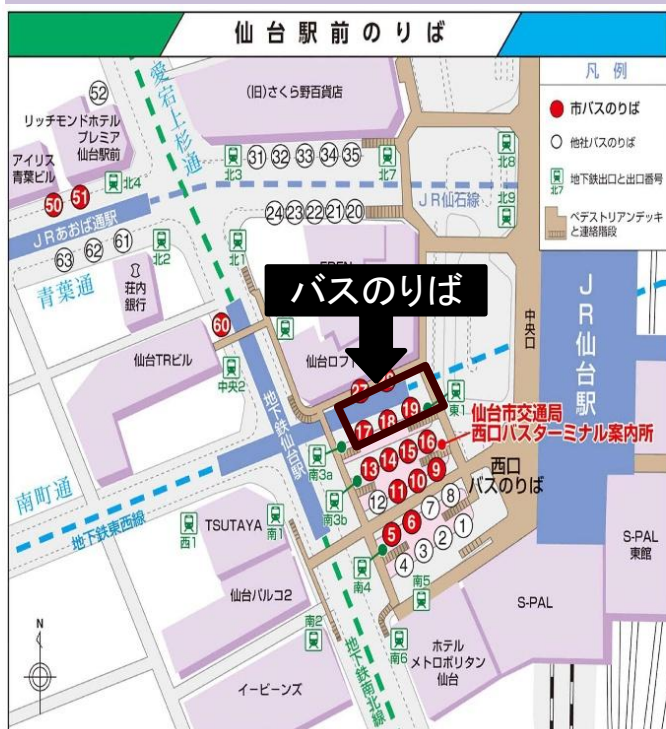 仙台駅前のりば
凡例
市バスのりば
他社バスのりば
北7
地下鉄出口と出口番号
ペデストリアンデッキ
と連絡階段
愛宕上杉通
(旧)さくら野百貨店
52
リッチモンドホテル
プレミア
仙台駅前
アイリス
青葉ビル
50 51
北4
北3
31 32 33 34 35
北7
北8
北9
JR仙石線
24 23 22 21 20
JRあおば通駅
63 62 61
北2
北1
青葉通
荘内
銀行
60
仙台TRビル
中央2
地下鉄仙台駅
バスのりば
仙台ロフト
中央口
JR仙台駅
東1
17 18 19
仙台市交通局
西口バスターミナル案内所
南3a
13 14 15 16
西口
バスのりば
南3b
12 11 10 9
南町通
地下鉄東西線
西1
TSUTAYA
南1
5 6 7 8
4 3 2 1
南4
南5
S-PAL
東館
S-PAL
仙台パルコ2
南2
南6
ホテル
メトロポリタン
仙台
地下鉄南北線
イービーンズ
N